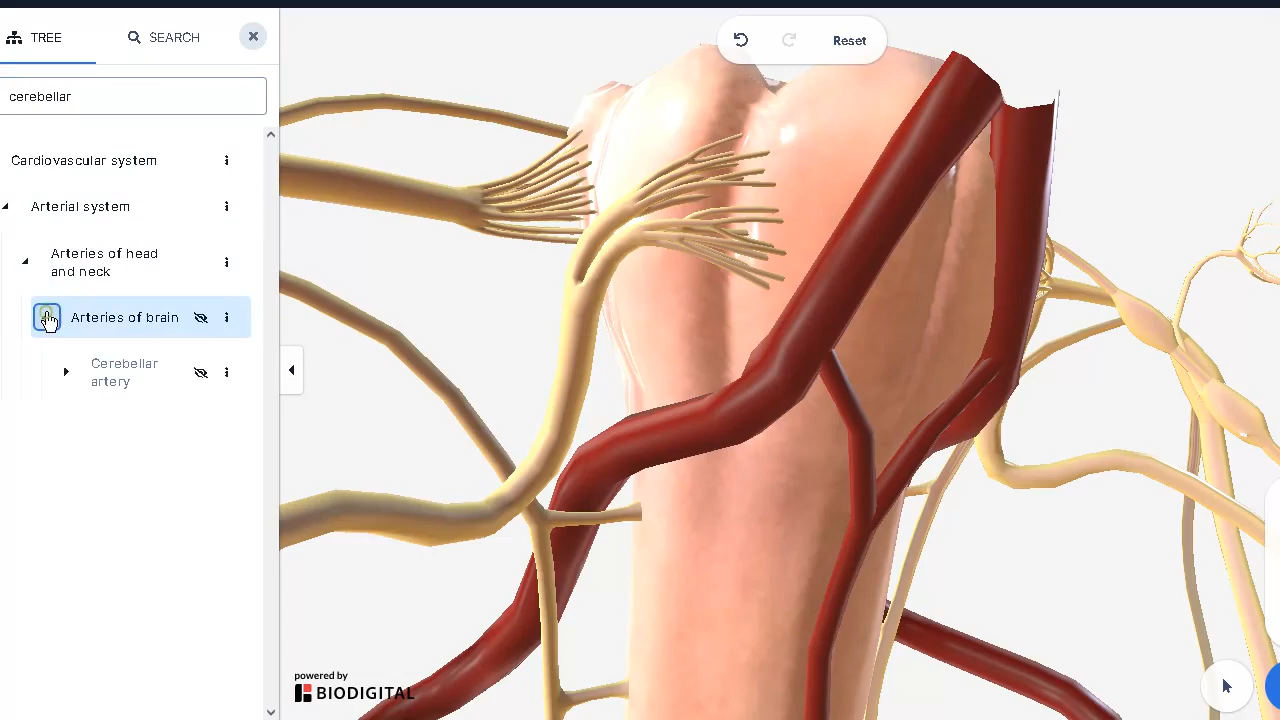 TREE
SEARCH
Reset
cerebellar
Cardiovascular system
Arterial system
Arteries of head
and neck
Arteries of brain
Cerebellar
artery
powered by
BIODIGITAL